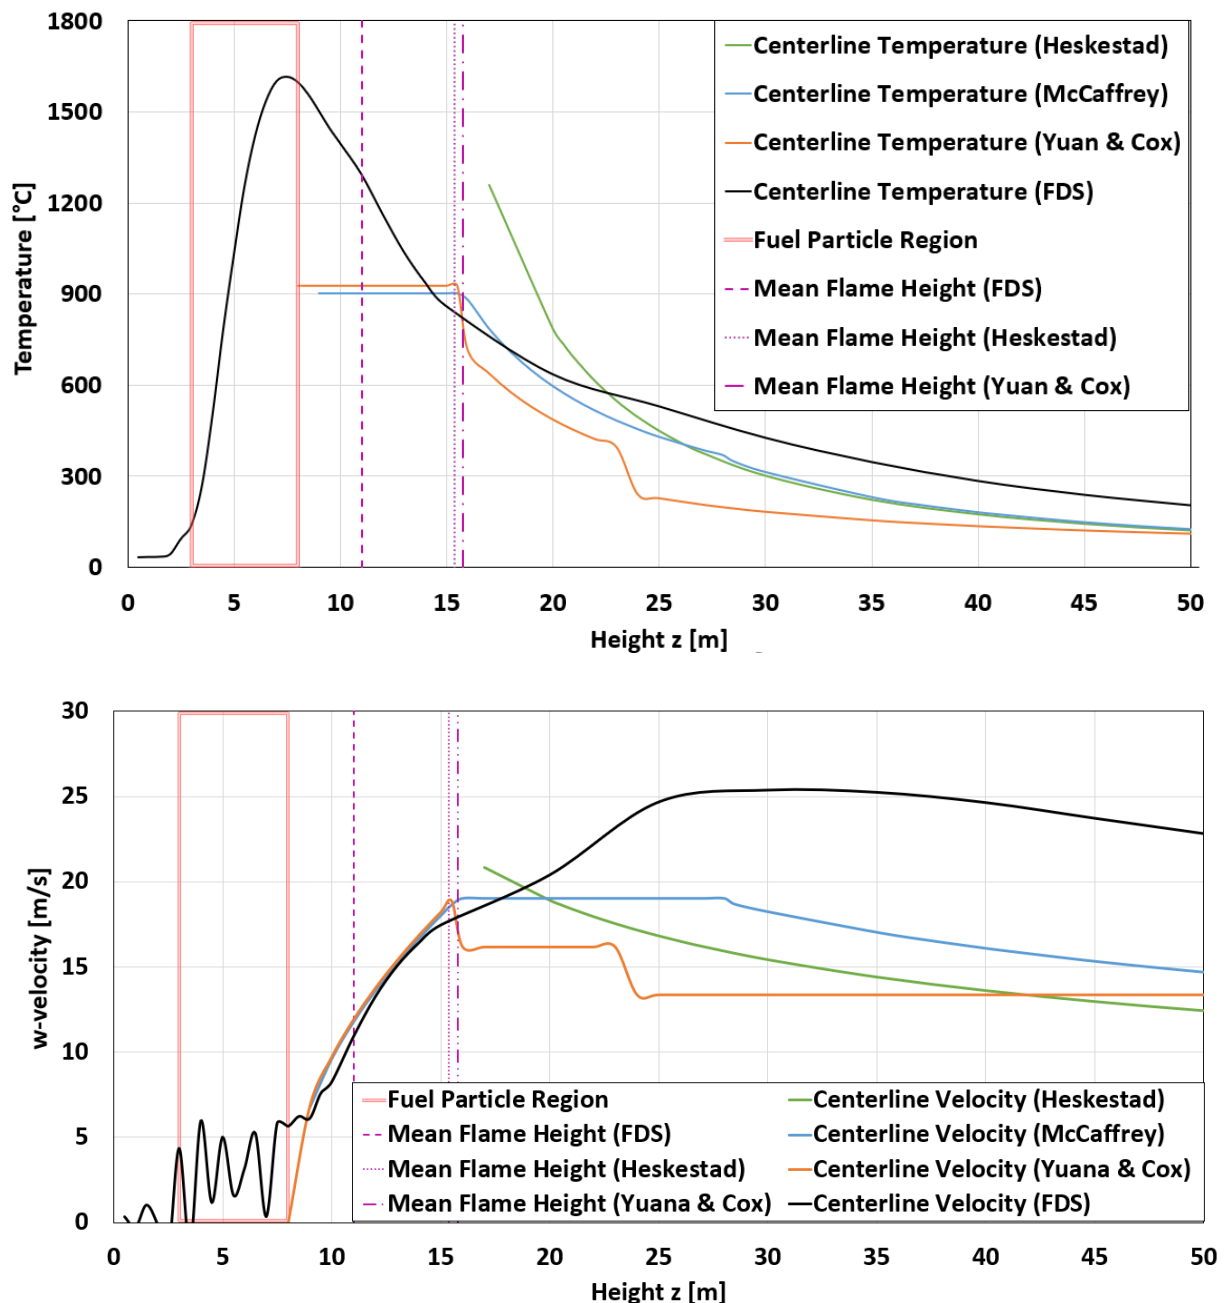 1800
1500
1200
900
600
300
0
Temperature [°C]
Centerline Temperature (Heskestad)
Centerline Temperature (McCaffrey)
Centerline Temperature (Yuan & Cox)
Centerline Temperature (FDS)
Fuel Particle Region
Mean Flame Height (FDS)
Mean Flame Height (Heskestad)
Mean Flame Height (Yuan & Cox)
0 5 10 15 20 25 30 35 40 45 50
Height z [m]
30
25
20
15
10
5
0
w-velocity [m/s]
Fuel Particle Region Centerline Velocity (Heskestad)
Mean Flame Height (FDS) Centerline Velocity (McCaffrey)
Mean Flame Height (Heskestad) Centerline Velocity (Yuana & Cox)
Mean Flame Height (Yuana & Cox) Centerline Velocity (FDS)
0 5 10 15 20 25 30 35 40 45 50
Height z [m]